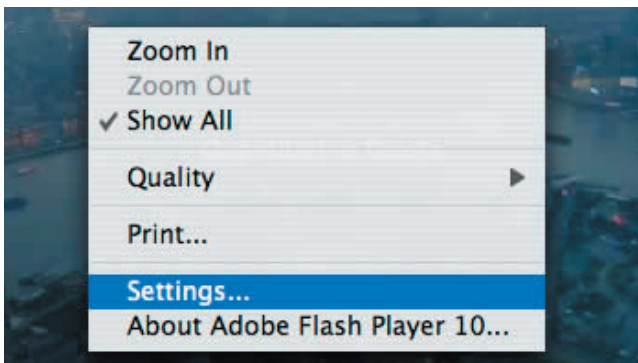 Zoom In
Zoom Out
Show All
Quality
Print...
Settings...
About Adobe Flash Player 10...